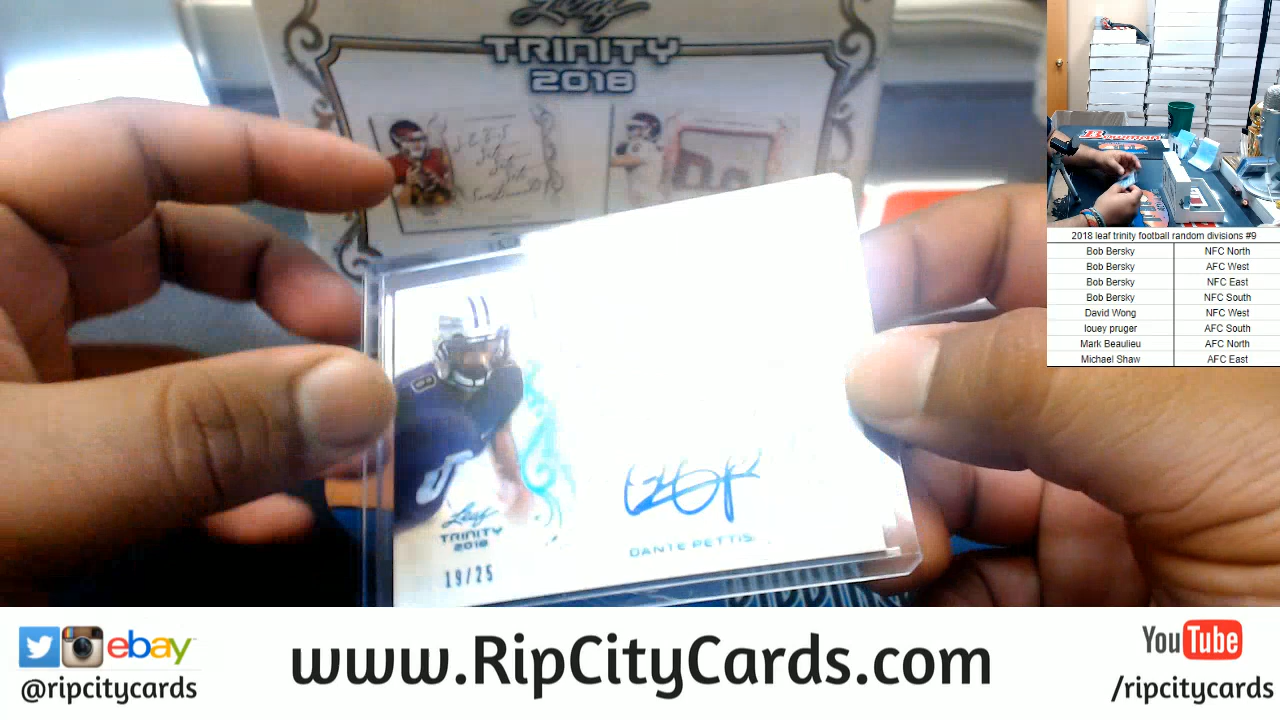 Leaf
TRINITY
2018
8
Leaf
TRINITY
2018
19/25
DANTE PETTIS
2018 leaf trinity football random divisions #9
Bob Bersky NFC North
Bob Bersky AFC West
Bob Bersky NFC East
Bob Bersky NFC South
David Wong NFC West
louey pruger AFC South
Mark Beaulieu AFC North
Michael Shaw AFC East
ebay
@ripcitycards
www.RipCityCards.com
YouTube
/ripcitycards